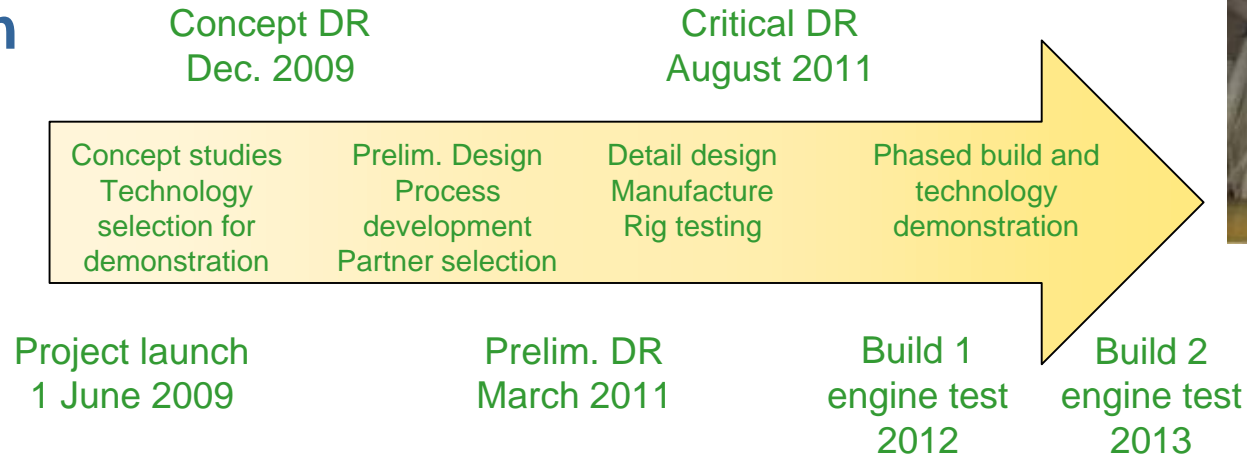 n
Concept DR
Dec. 2009
Critical DR
August 2011
Concept studies
Technology
selection for
demonstration
Prelim. Design
Process
development
Partner selection
Detail design
Manufacture
Rig testing
Phased build and
technology
demonstration
Project launch
1 June 2009
Prelim. DR
March 2011
Build 1
engine test
2012
Build 2
engine test
2013